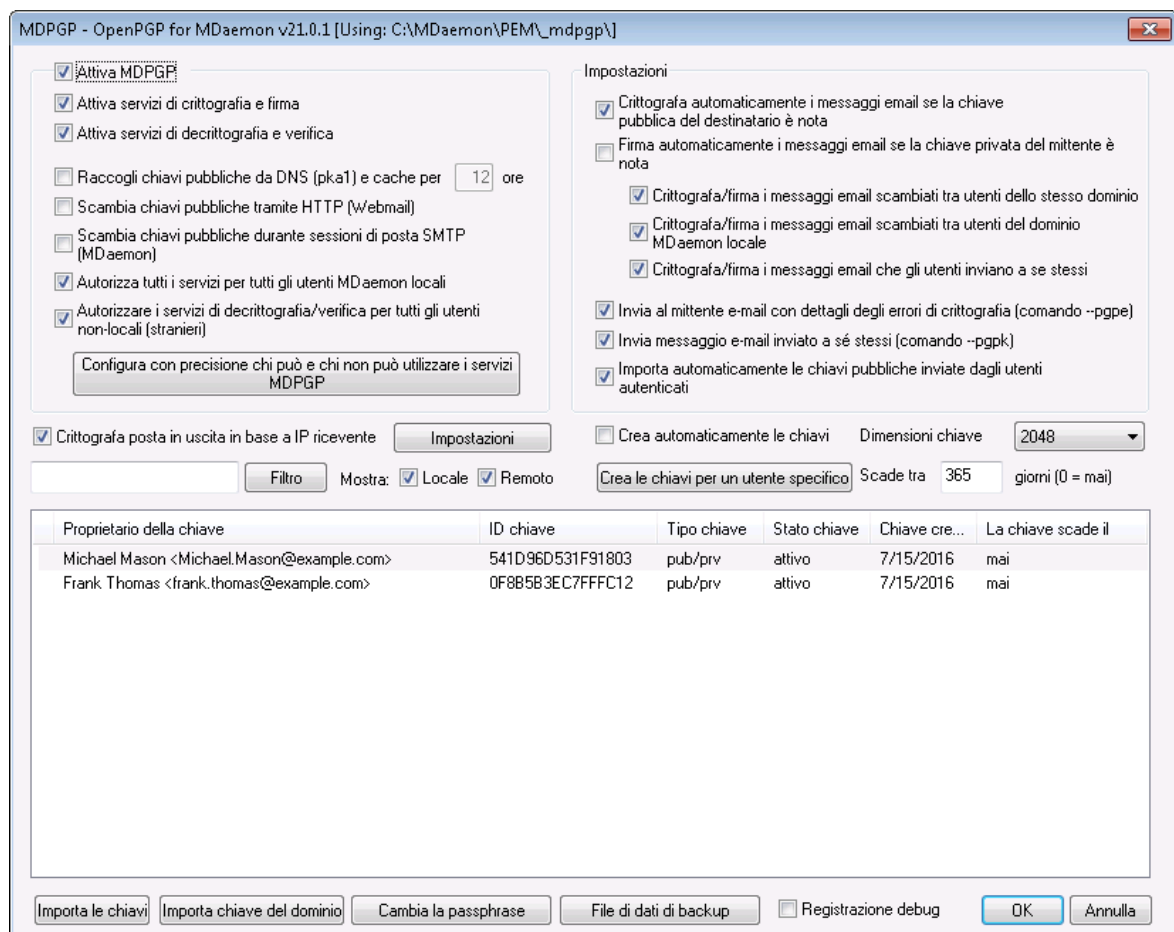 MDPGP - OpenPGP for MDaemon v21.0.1 [Using: C:\MDaemon\PEM\_mdpgp\]
Attiva MDPGP
Attiva servizi di crittografia e firma
Attiva servizi di decrittografia e verifica
Raccogli chiavi pubbliche da DNS (pka1) e cache per 12 ore
Scambia chiavi pubbliche tramite HTTP (Webmail)
Scambia chiavi pubbliche durante sessioni di posta SMTP
(MDaemon)
Autorizza tutti i servizi per tutti gli utenti MDaemon locali
Autorizzare i servizi di decrittografia/verifica per tutti gli utenti
non-locali (stranieri)
Configura con precisione chi può e chi non può utilizzare i servizi
MDPGP
Impostazioni
Crittografa automaticamente i messaggi email se la chiave
pubblica del destinatario è nota
Firma automaticamente i messaggi email se la chiave privata del mittente è
nota
Crittografa/firma i messaggi email scambiati tra utenti dello stesso dominio
Crittografa/firma i messaggi email scambiati tra utenti del dominio
MDaemon locale
Crittografa/firma i messaggi email che gli utenti inviano a se stessi
Invia al mittente e-mail con dettagli degli errori di crittografia (comando --pgpe)
Invia messaggio e-mail inviato a sé stessi (comando --pgpk)
Importa automaticamente le chiavi pubbliche inviate dagli utenti
autenticati
Crittografa posta in uscita in base a IP ricevente Impostazioni
Crea automaticamente le chiavi Dimensioni chiave 2048
Filtro Mostra: Locale Remoto
Crea le chiavi per un utente specifico Scade tra 365 giorni (0 = mai)
Proprietario della chiave ID chiave Tipo chiave Stato chiave Chiave cre... La chiave scade il
Michael Mason <Michael.Mason@example.com> 541D96D531F91803 pub/prv attivo 7/15/2016 mai
Frank Thomas <frank.thomas@example.com> 0F8B5B3EC7FFFC12 pub/prv attivo 7/15/2016 mai
Importa le chiavi Importa chiave del dominio Cambia la passphrase File di dati di backup Registrazione debug OK Annulla